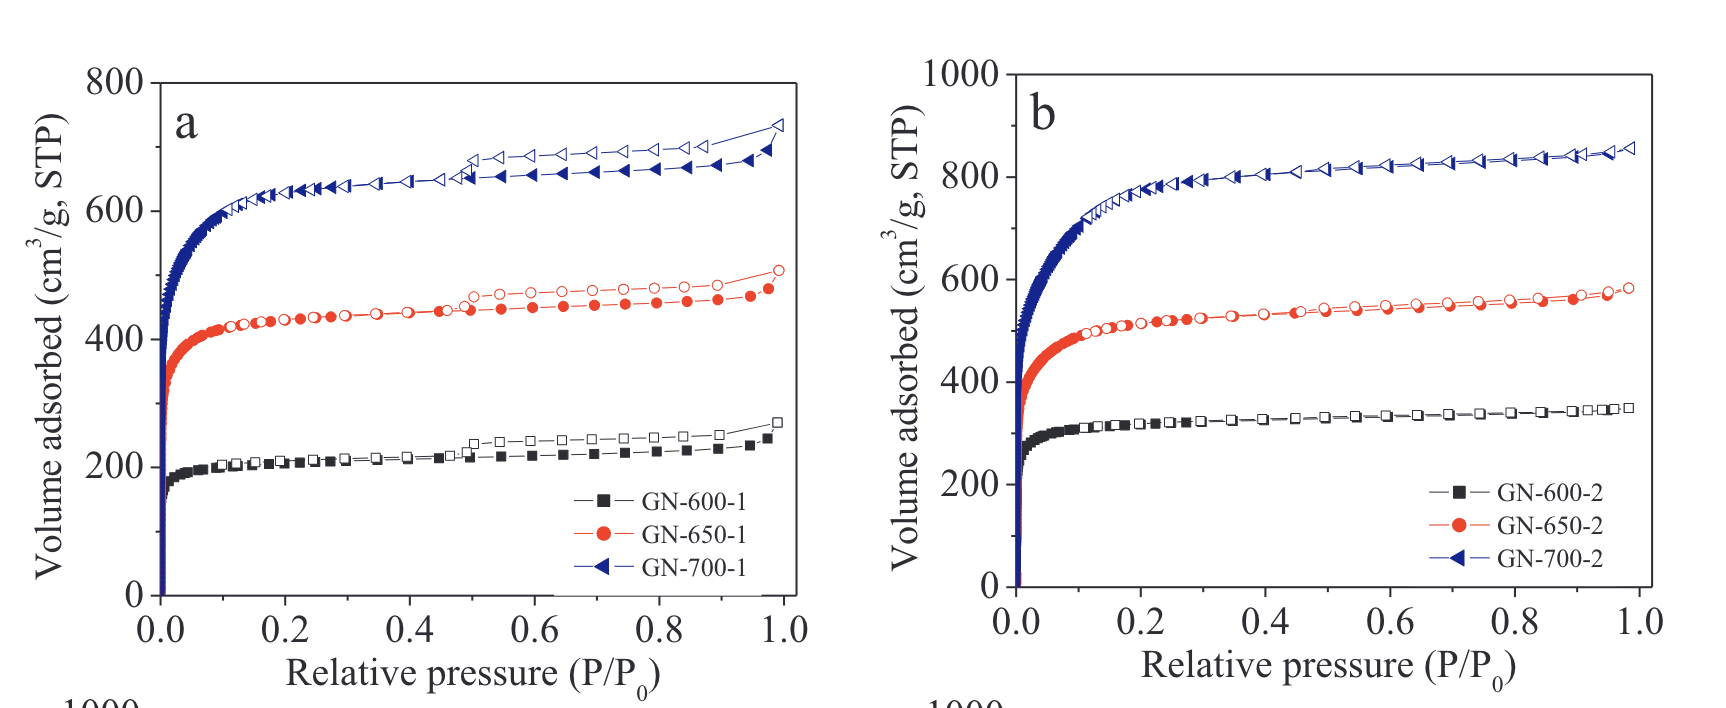 a
800
600
400
200
0
0.0 0.2 0.4 0.6 0.8 1.0
Volume adsorbed (cm³/g, STP)
Relative pressure (P/P₀)
GN-600-1
GN-650-1
GN-700-1
b
1000
800
600
400
200
0
0.0 0.2 0.4 0.6 0.8 1.0
Volume adsorbed (cm³/g, STP)
Relative pressure (P/P₀)
GN-600-2
GN-650-2
GN-700-2
1000
1000